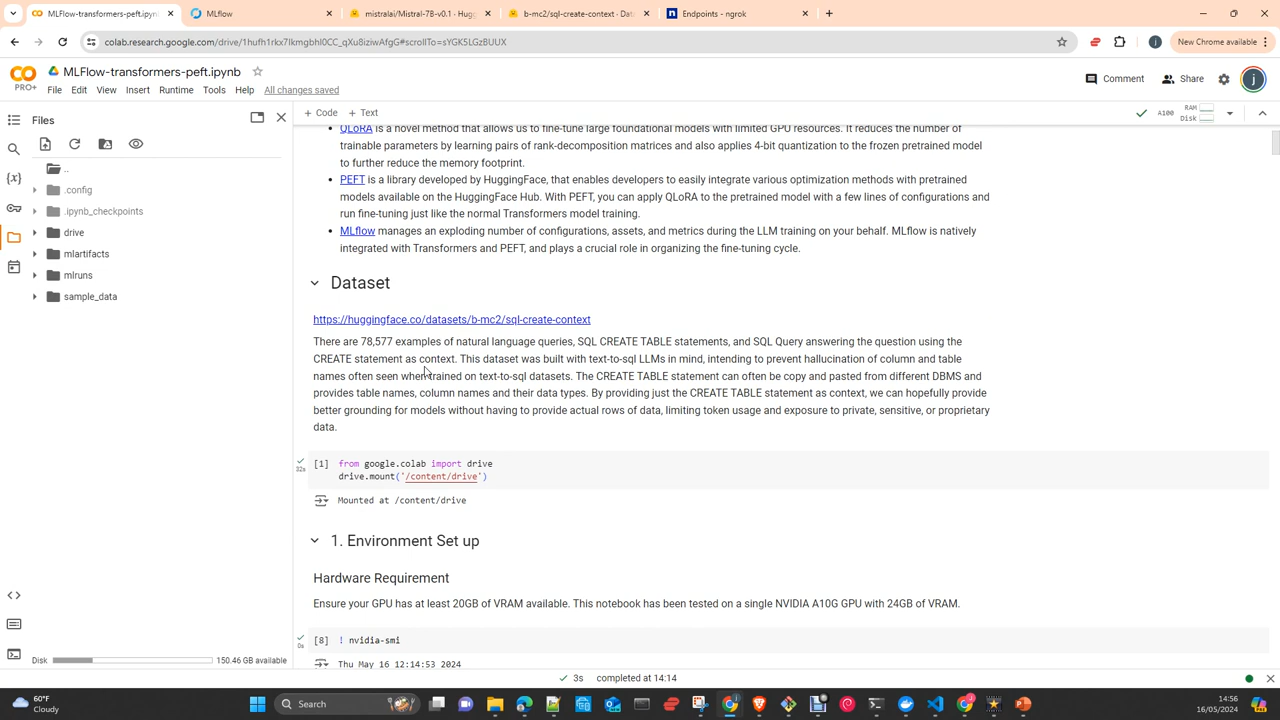 MLFlow-transformers-peft.ipynb
MLflow
mistralai/Mistral-7B-v0.1 - Hugg
b-mc2/sql-create-context - Dat
Endpoints - ngrok
colab.research.google.com/drive/1hufh1rkx7IkmgbhI0CC_qXu8iziwAfgG#scrollTo=sYGK5LGzBUUX
New Chrome available
PRO+
MLFlow-transformers-peft.ipynb
File Edit View Insert Runtime Tools Help All changes saved
Comment
Share
j
Files
+ Code + Text
A100
RAM
Disk
..
.config
.ipynb_checkpoints
drive
mlartifacts
mlruns
sample_data
Disk
150.46 GB available
QLoRA is a novel method that allows us to fine-tune large foundational models with limited GPU resources. It reduces the number of
trainable parameters by learning pairs of rank-decomposition matrices and also applies 4-bit quantization to the frozen pretrained model
to further reduce the memory footprint.
PEFT is a library developed by HuggingFace, that enables developers to easily integrate various optimization methods with pretrained
models available on the HuggingFace Hub. With PEFT, you can apply QLoRA to the pretrained model with a few lines of configurations and
run fine-tuning just like the normal Transformers model training.
MLflow manages an exploding number of configurations, assets, and metrics during the LLM training on your behalf. MLflow is natively
integrated with Transformers and PEFT, and plays a crucial role in organizing the fine-tuning cycle.
Dataset
https://huggingface.co/datasets/b-mc2/sql-create-context
There are 78,577 examples of natural language queries, SQL CREATE TABLE statements, and SQL Query answering the question using the
CREATE statement as context. This dataset was built with text-to-sql LLMs in mind, intending to prevent hallucination of column and table
names often seen when trained on text-to-sql datasets. The CREATE TABLE statement can often be copy and pasted from different DBMS and
provides table names, column names and their data types. By providing just the CREATE TABLE statement as context, we can hopefully provide
better grounding for models without having to provide actual rows of data, limiting token usage and exposure to private, sensitive, or proprietary
data.
32s
[1] from google.colab import drive
drive.mount('/content/drive')
Mounted at /content/drive
1. Environment Set up
Hardware Requirement
Ensure your GPU has at least 20GB of VRAM available. This notebook has been tested on a single NVIDIA A10G GPU with 24GB of VRAM.
0s
[8] ! nvidia-smi
Thu May 16 12:14:53 2024
3s completed at 14:14
60°F
Cloudy
Search
14:56
16/05/2024